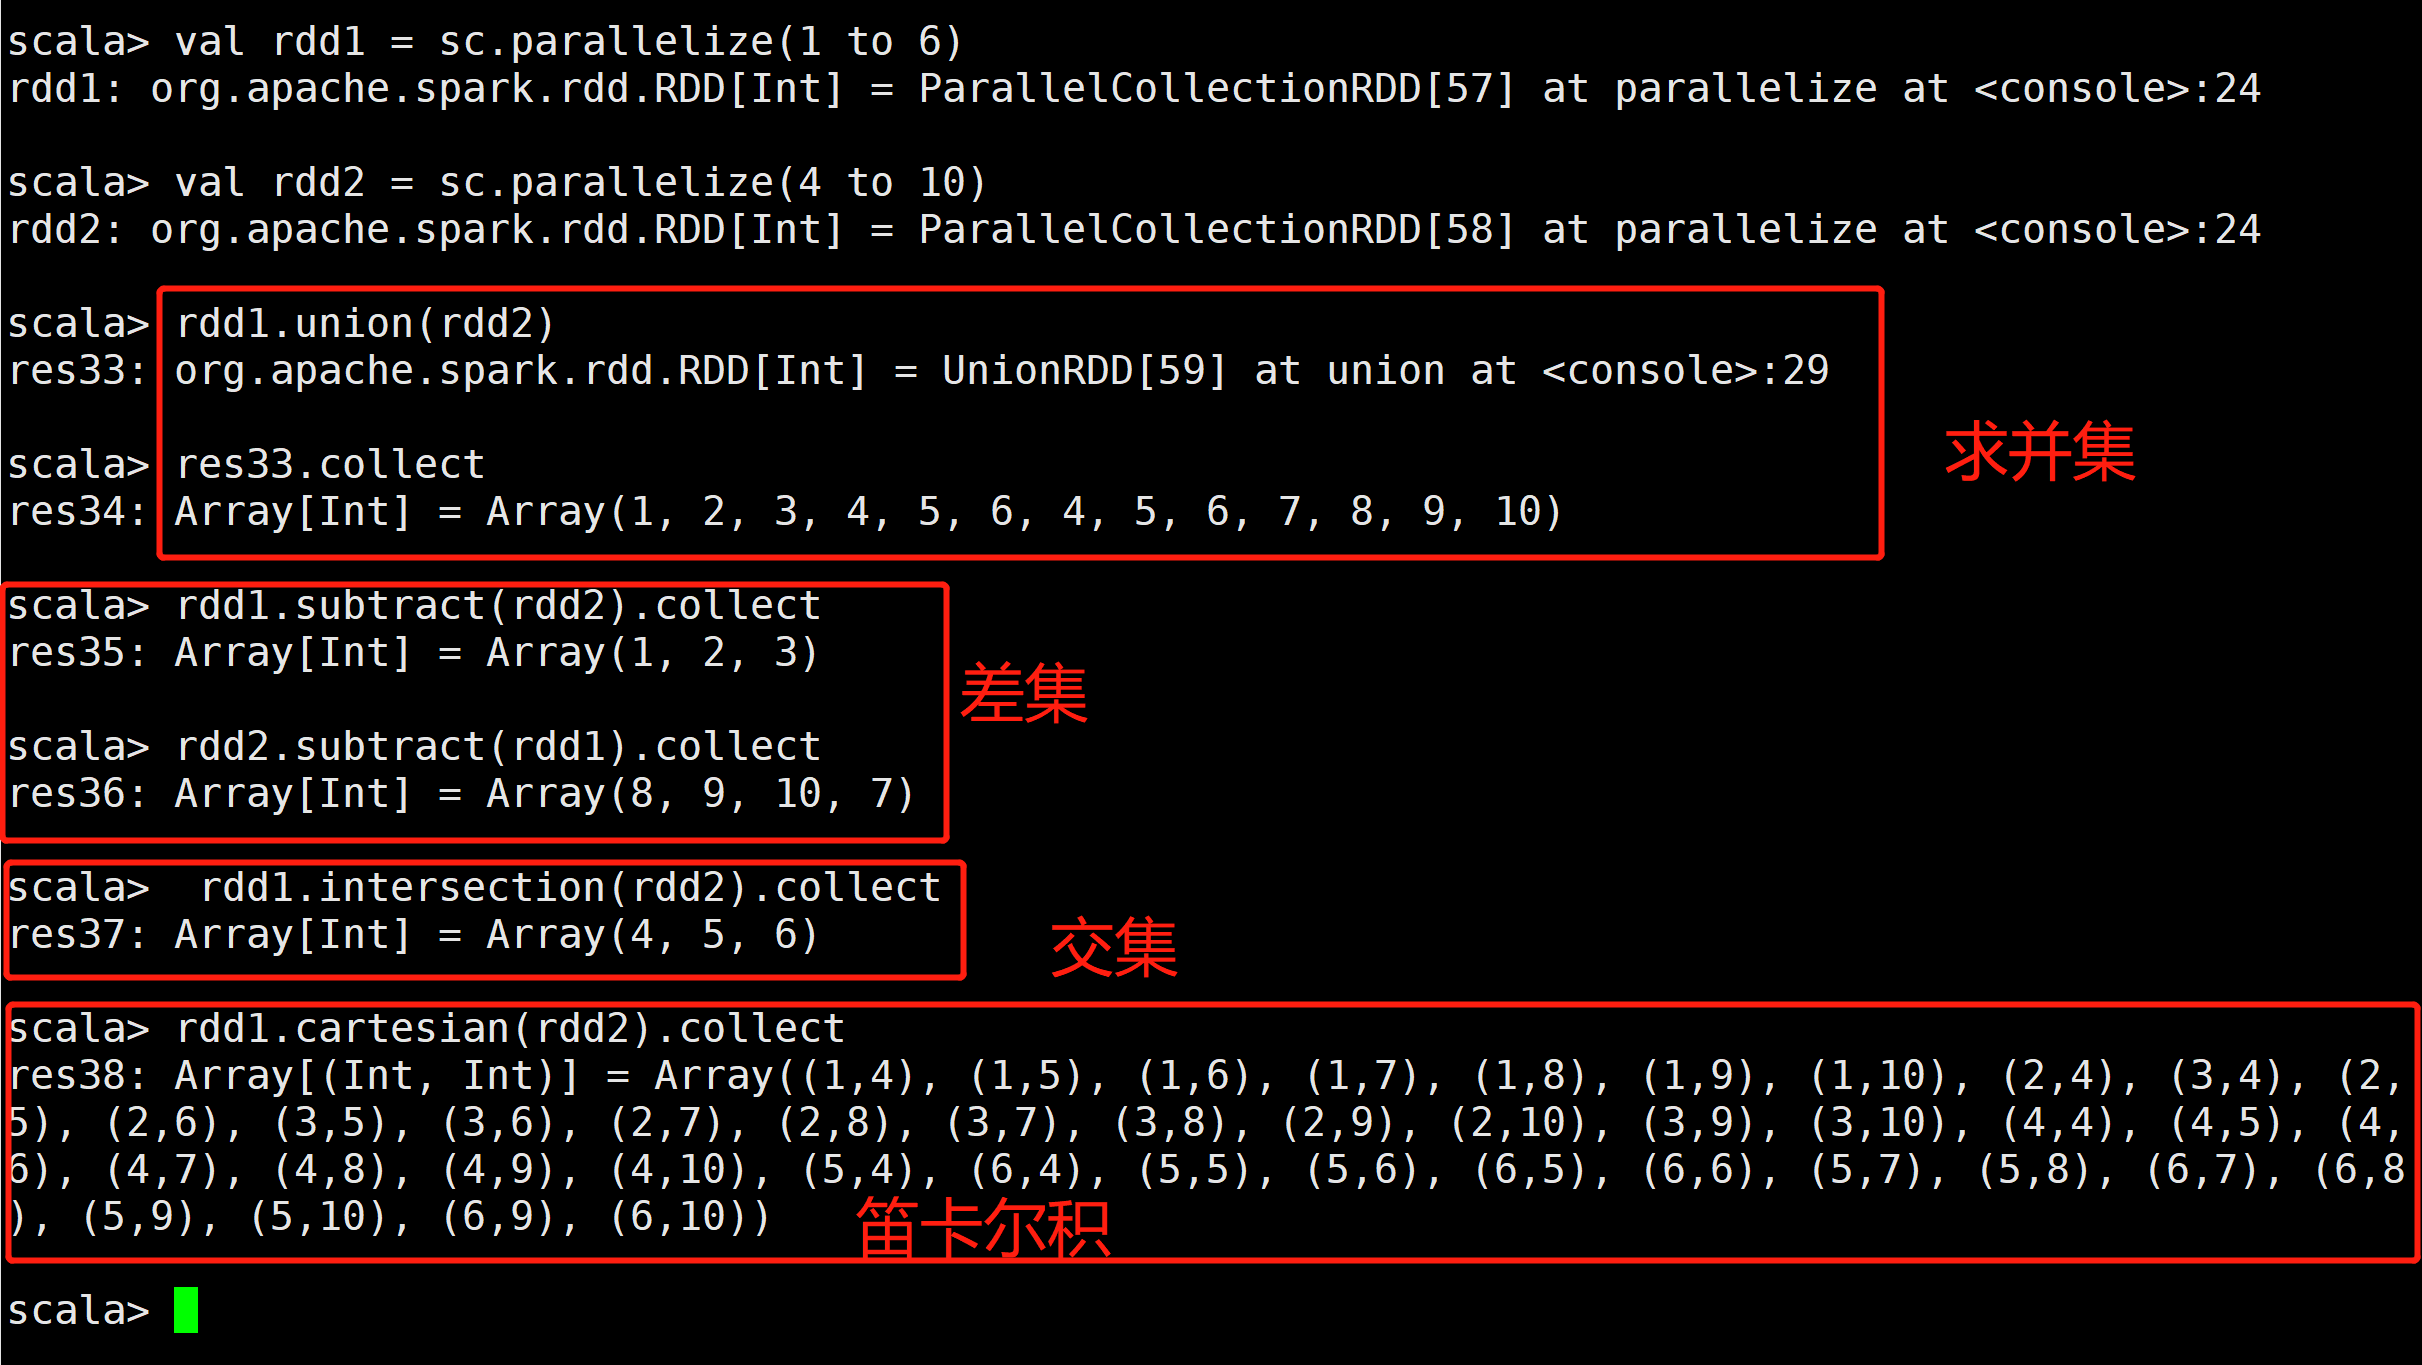 scala> val rdd1 = sc.parallelize(1 to 6)
rdd1: org.apache.spark.rdd.RDD[Int] = ParallelCollectionRDD[57] at parallelize at <console>:24
scala> val rdd2 = sc.parallelize(4 to 10)
rdd2: org.apache.spark.rdd.RDD[Int] = ParallelCollectionRDD[58] at parallelize at <console>:24
scala> rdd1.union(rdd2)
res33: org.apache.spark.rdd.RDD[Int] = UnionRDD[59] at union at <console>:29
求并集
scala> res33.collect
res34: Array[Int] = Array(1, 2, 3, 4, 5, 6, 4, 5, 6, 7, 8, 9, 10)
scala> rdd1.subtract(rdd2).collect
res35: Array[Int] = Array(1, 2, 3)
差集
scala> rdd2.subtract(rdd1).collect
res36: Array[Int] = Array(8, 9, 10, 7)
scala>  rdd1.intersection(rdd2).collect
res37: Array[Int] = Array(4, 5, 6)
交集
scala> rdd1.cartesian(rdd2).collect
res38: Array[(Int, Int)] = Array((1,4), (1,5), (1,6), (1,7), (1,8), (1,9), (1,10), (2,4), (3,4), (2,
5), (2,6), (3,5), (3,6), (2,7), (2,8), (3,7), (3,8), (2,9), (2,10), (3,9), (3,10), (4,4), (4,5), (4,
6), (4,7), (4,8), (4,9), (4,10), (5,4), (6,4), (5,5), (5,6), (6,5), (6,6), (5,7), (5,8), (6,7), (6,8
), (5,9), (5,10), (6,9), (6,10))
笛卡尔积
scala>